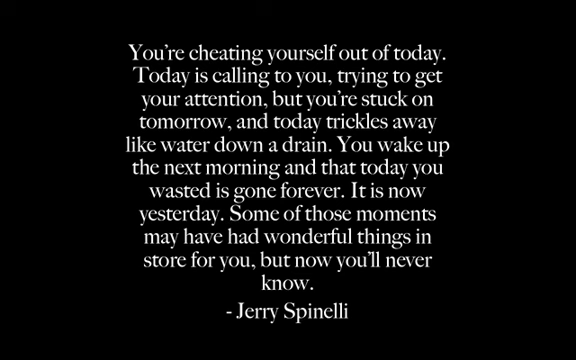 You're cheating yourself out of today.
Today is calling to you, trying to get
your attention, but you're stuck on
tomorrow, and today trickles away
like water down a drain. You wake up
the next morning and that today you
wasted is gone forever. It is now
yesterday. Some of those moments
may have had wonderful things in
store for you, but now you'll never
know.
- Jerry Spinelli